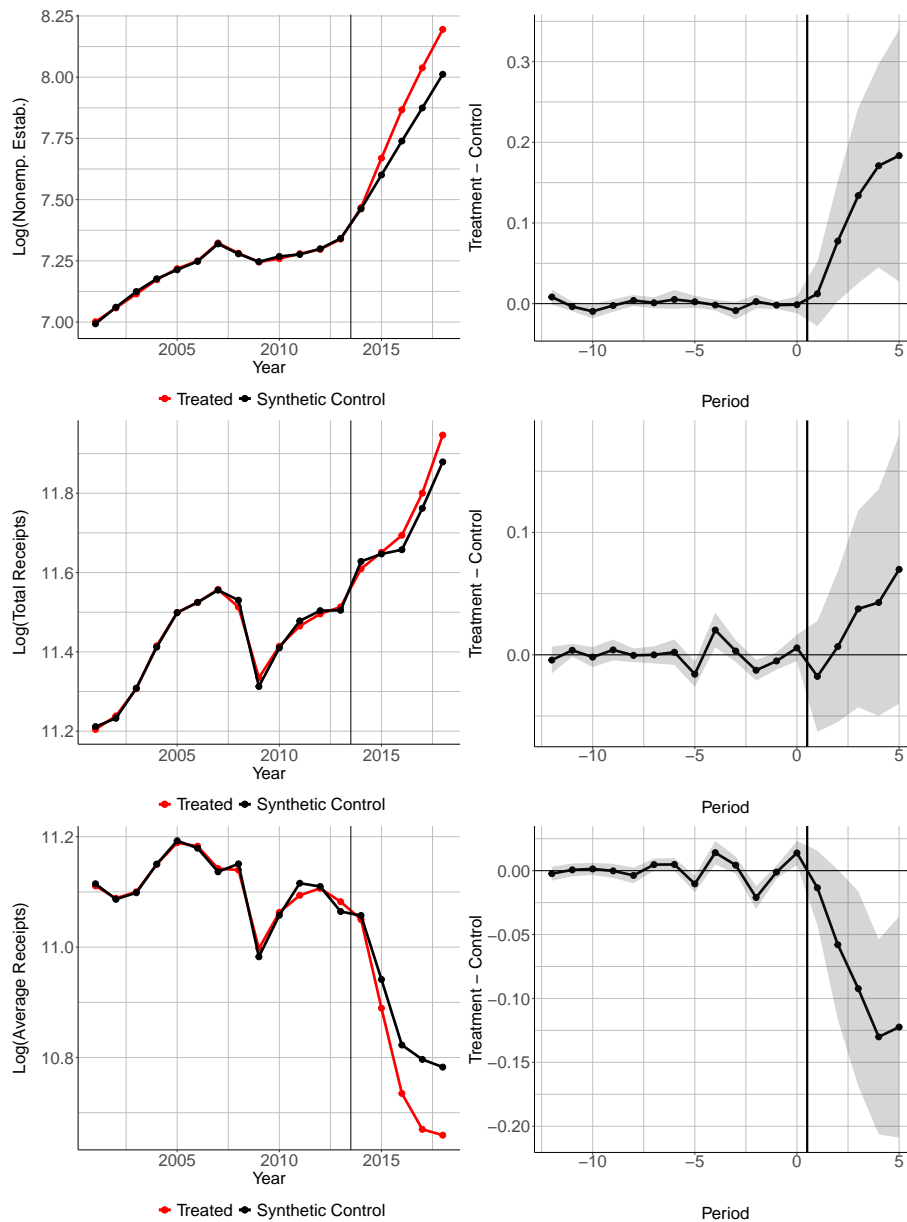 Log(Nonemp. Estab.)
8.25
8.00
7.75
7.50
7.25
7.00
2005
2010
2015
Year
Treated
Synthetic Control
Treatment − Control
0.3
0.2
0.1
0.0
−10
−5
0
5
Period
Log(Total Receipts)
11.8
11.6
11.4
11.2
2005
2010
2015
Year
Treated
Synthetic Control
Treatment − Control
0.1
0.0
−10
−5
0
5
Period
Log(Average Receipts)
11.2
11.0
10.8
2005
2010
2015
Year
Treated
Synthetic Control
Treatment − Control
0.00
−0.05
−0.10
−0.15
−0.20
−10
−5
0
5
Period